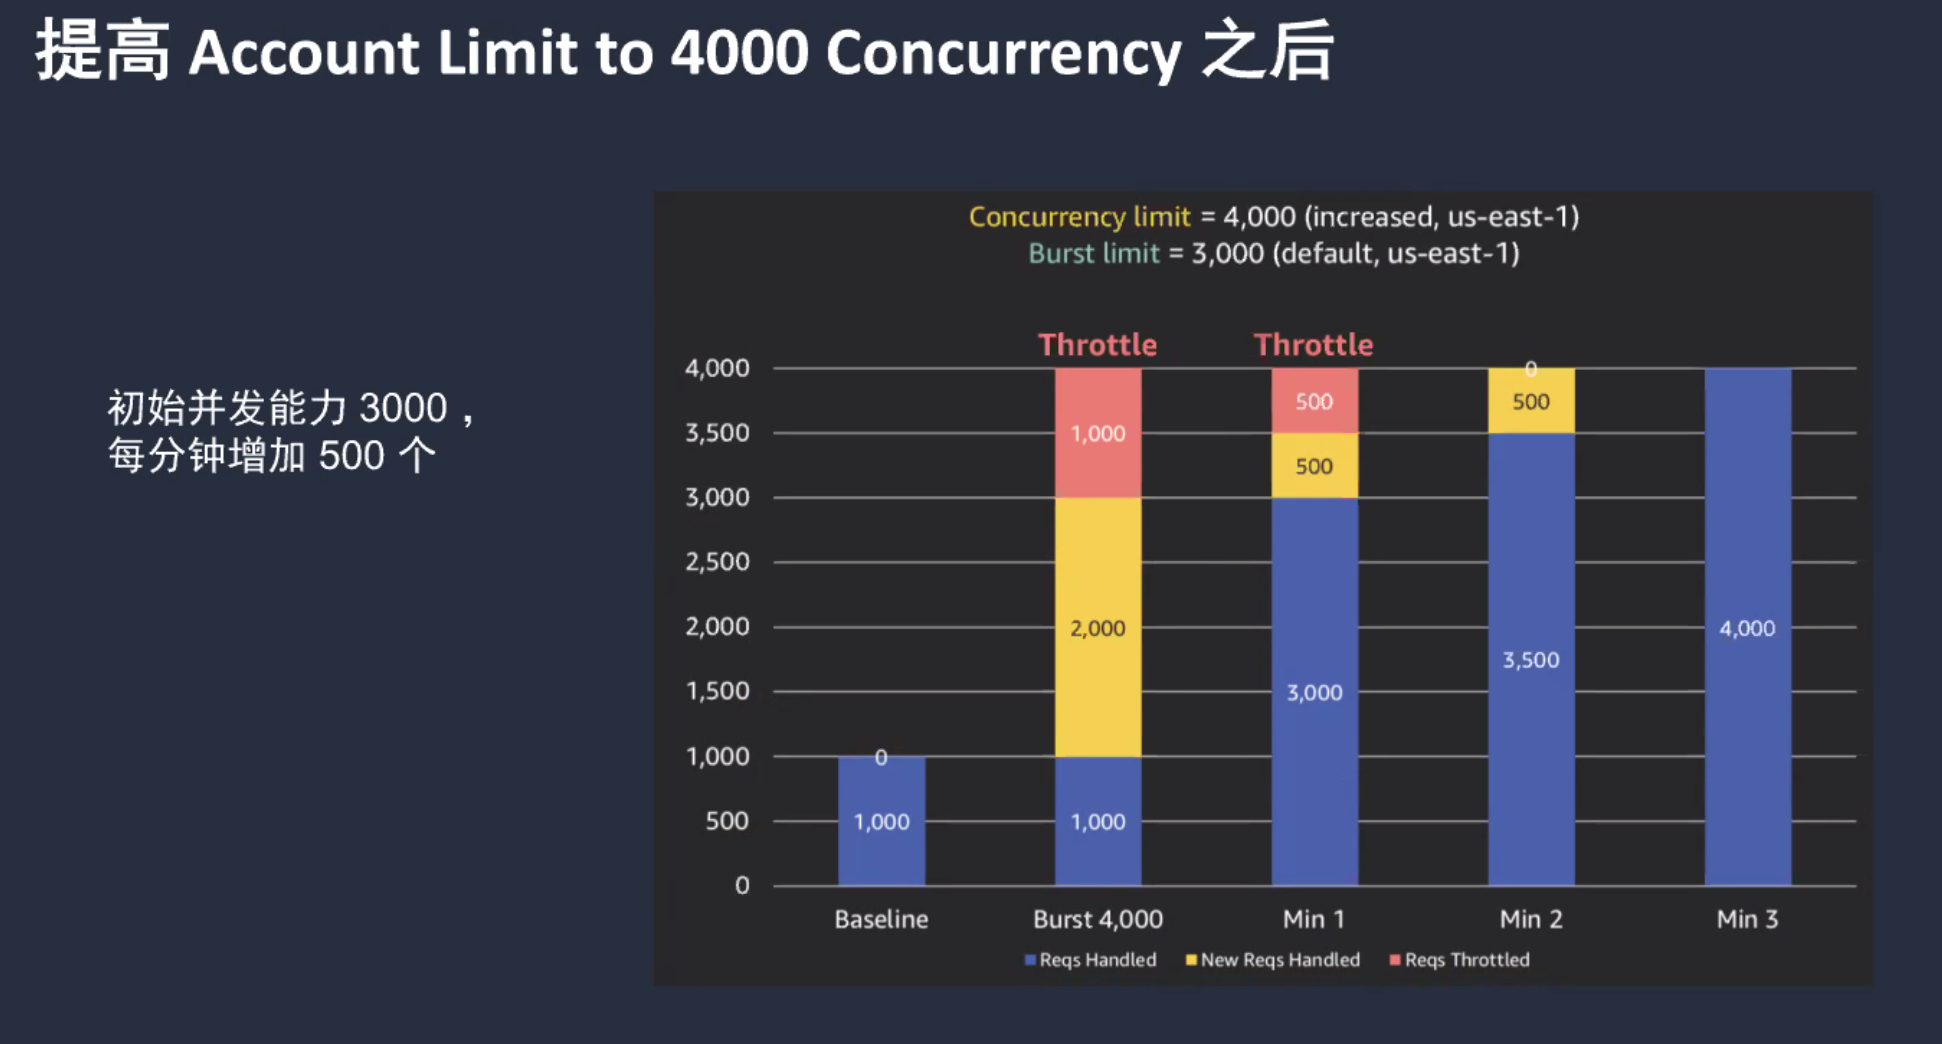 提高 Account Limit to 4000 Concurrency 之后
初始并发能力 3000，
每分钟增加 500 个
Concurrency limit = 4,000 (increased, us-east-1)
Burst limit = 3,000 (default, us-east-1)
Throttle Throttle
4,000
3,500
3,000
2,500
2,000
1,500
1,000
500
0
0
1,000
1,000
2,000
1,000
500
500
3,000
0
500
3,500
4,000
Baseline Burst 4,000 Min 1 Min 2 Min 3
Reqs Handled New Reqs Handled Reqs Throttled